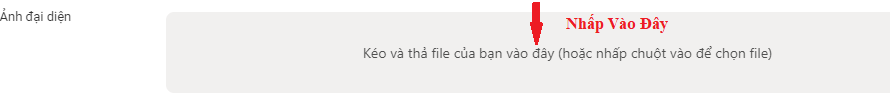 Ảnh đại diện
Nhấp Vào Đây
Kéo và thả file của bạn vào đây (hoặc nhấp chuột vào để chọn file)